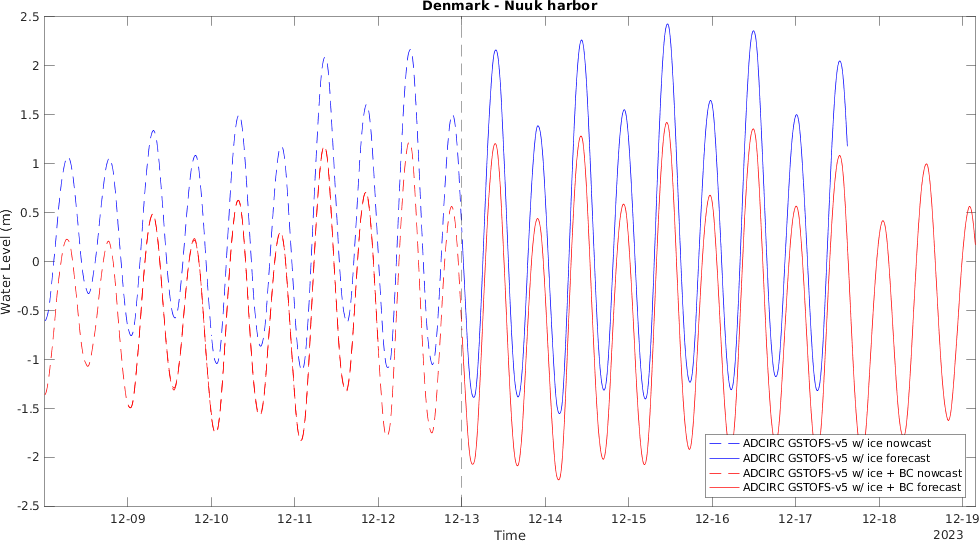 Denmark - Nuuk harbor
2.5
2
1.5
1
0.5
0
-0.5
-1
-1.5
-2
-2.5
Water Level (m)
ADCIRC GSTOFS-v5 w/ ice nowcast
ADCIRC GSTOFS-v5 w/ ice forecast
ADCIRC GSTOFS-v5 w/ ice + BC nowcast
ADCIRC GSTOFS-v5 w/ ice + BC forecast
12-09 12-10 12-11 12-12 12-13 12-14 12-15 12-16 12-17 12-18 12-19
Time
2023